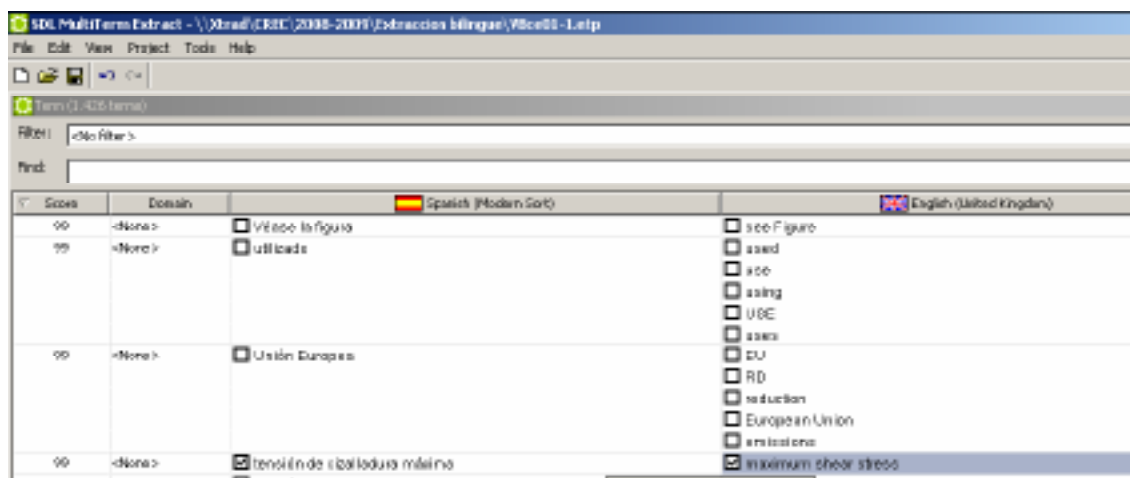 SDL MultiTerm Extract - \\Xtrad\CREC\2008-2009\Extraccion bilingue\
File Edit View Project Tools Help
Term (1.426 terms)
Filter: <No filter>
Find:
Score Domain Spanish (Modern Sort) English (United Kingdom)
99 <None> Véase la figura see Figure
99 <None> utilizado used
use
using
USE
uses
99 <None> Unión Europea EU
RD
reduction
European Union
emissions
99 <None> tensión de cizalladura máxima maximum shear stress